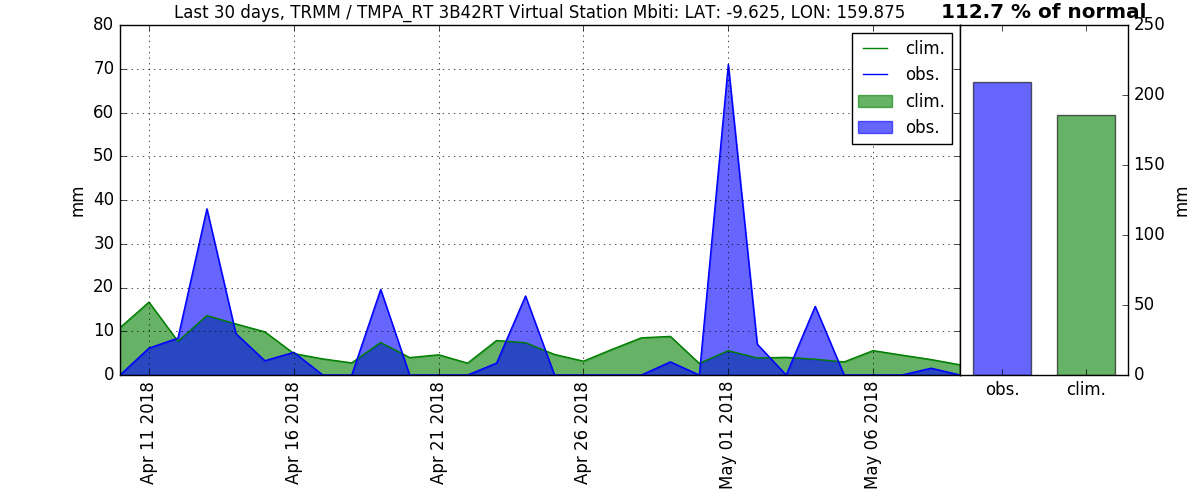 Last 30 days, TRMM / TMPA_RT 3B42RT Virtual Station Mbiti: LAT: -9.625, LON: 159.875
112.7 % of normal
80
70
60
50
40
30
20
10
0
mm
clim.
obs.
clim.
obs.
Apr 11 2018
Apr 16 2018
Apr 21 2018
Apr 26 2018
May 01 2018
May 06 2018
250
200
150
100
50
0
mm
obs.
clim.